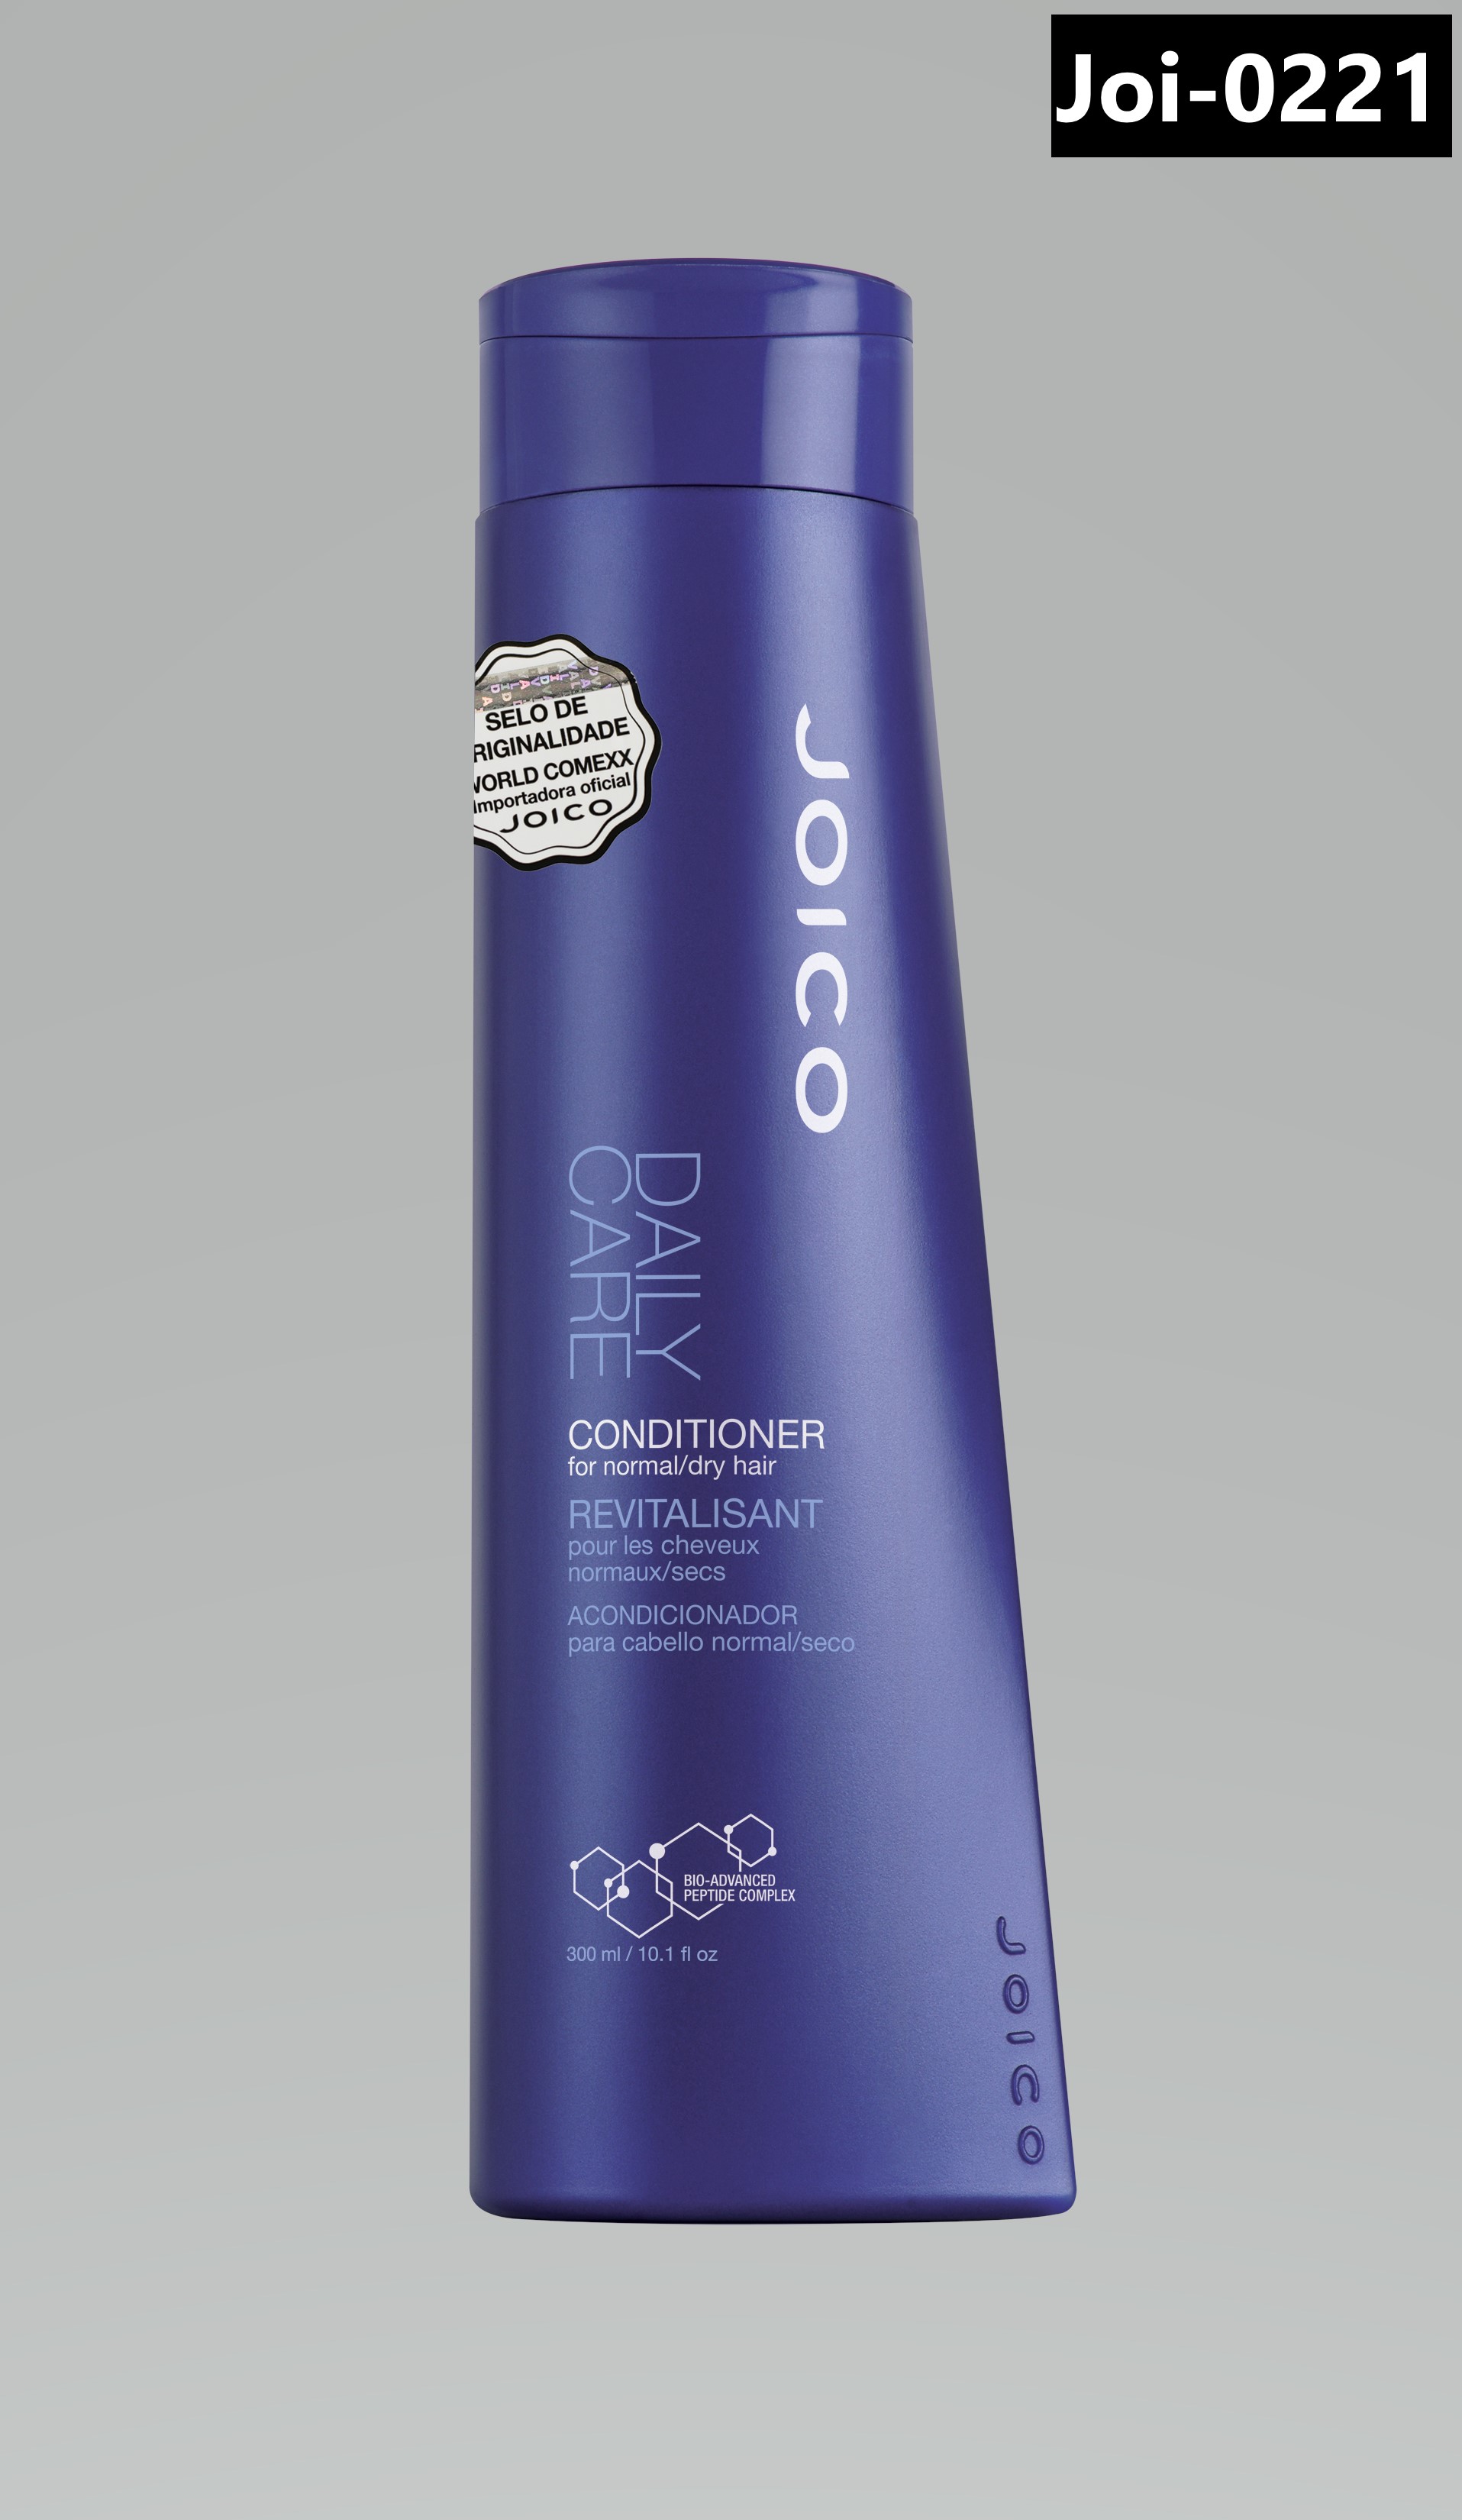 Joi-0221
SELO DE
RIGINALIDADE
WORLD COMEXX
Importadora oficial
JOICO
JOICO
DAILY
CARE
CONDITIONER
for normal/dry hair
REVITALISANT
pour les cheveux
normaux/secs
ACONDICIONADOR
para cabello normal/seco
BIO-ADVANCED
PEPTIDE COMPLEX
300 ml / 10.1 fl oz
JOICO